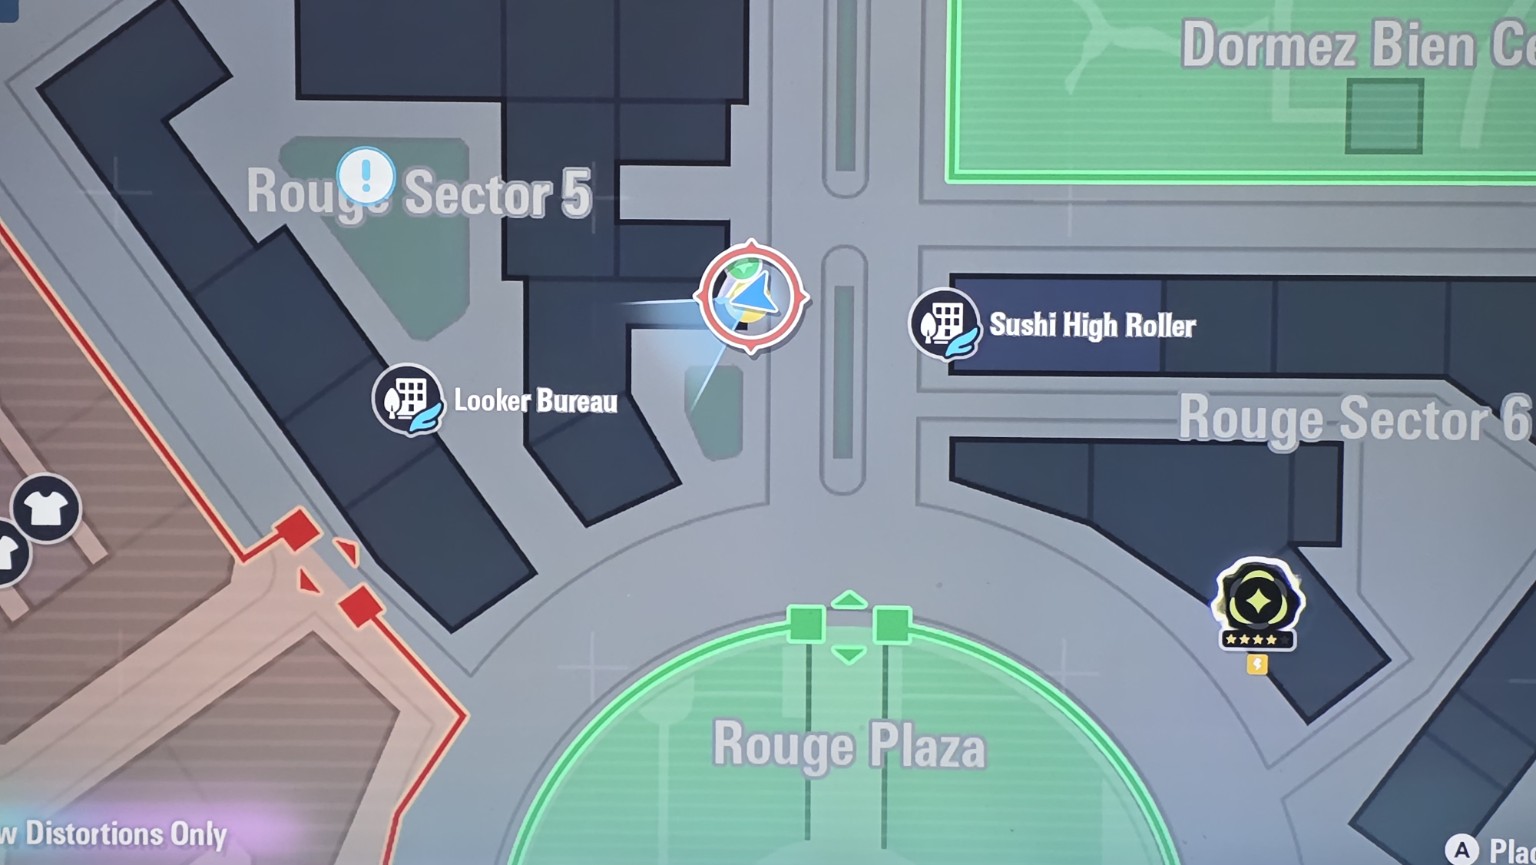 Dormez Bien Ce
Rouge Sector 5
Sushi High Roller
Looker Bureau
Rouge Sector 6
Rouge Plaza
w Distortions Only
A Pla